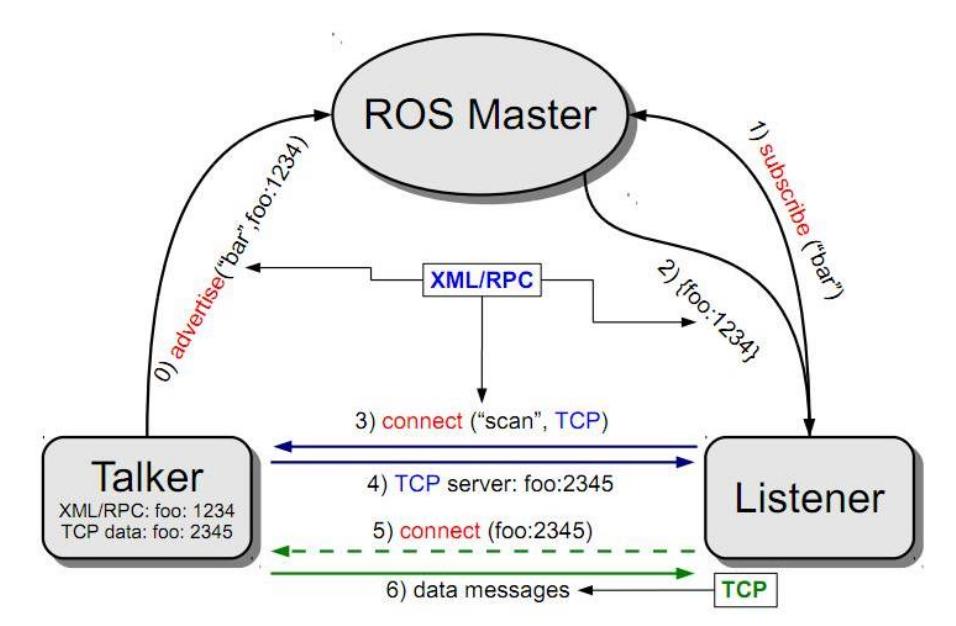 ROS Master
0) advertise("bar",foo:1234)
1) subscribe ("bar")
XML/RPC
2) {foo:1234}
3) connect ("scan", TCP)
Talker
XML/RPC: foo: 1234
TCP data: foo: 2345
4) TCP server: foo:2345
Listener
5) connect (foo:2345)
6) data messages
TCP